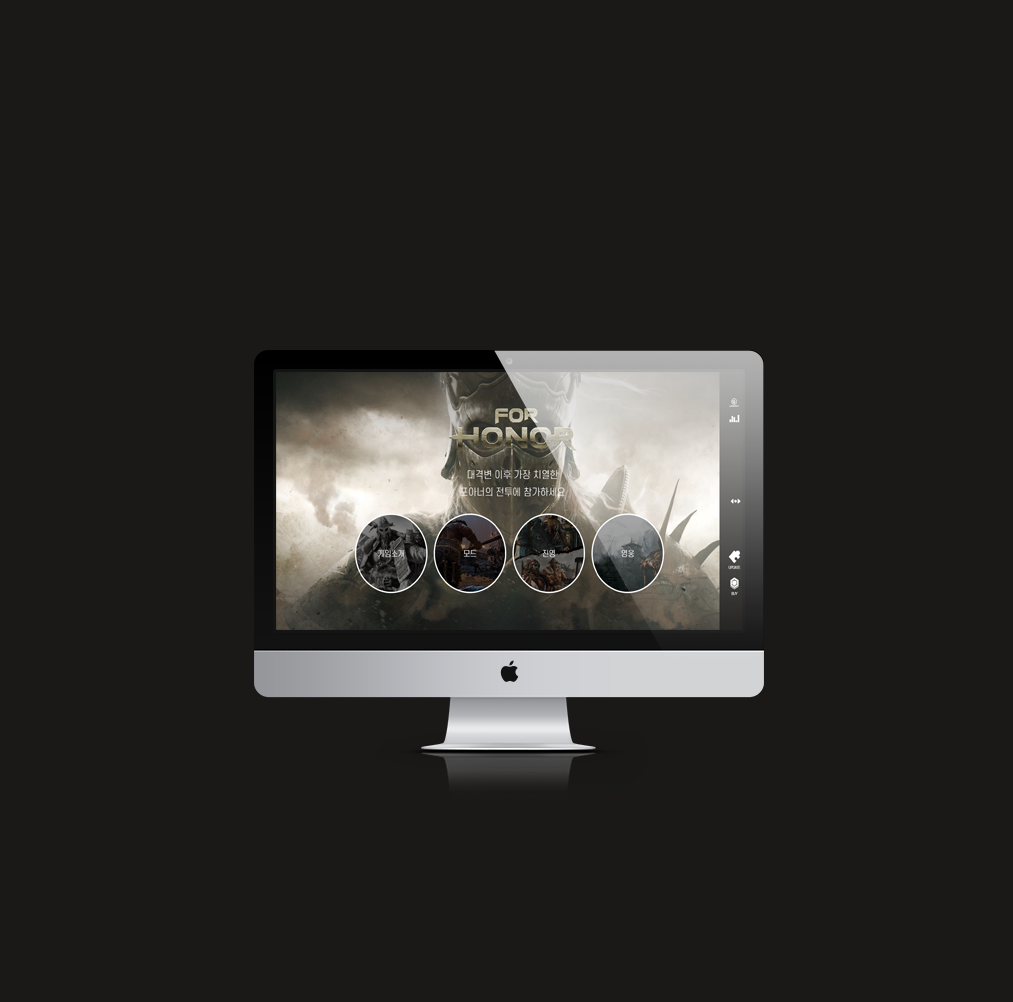 FOR
HONOR
대격변 이후 가장 치열한
포아너의 전투에 참가하세요
게임소개
모드
진영
영웅
UPDATE
BUY